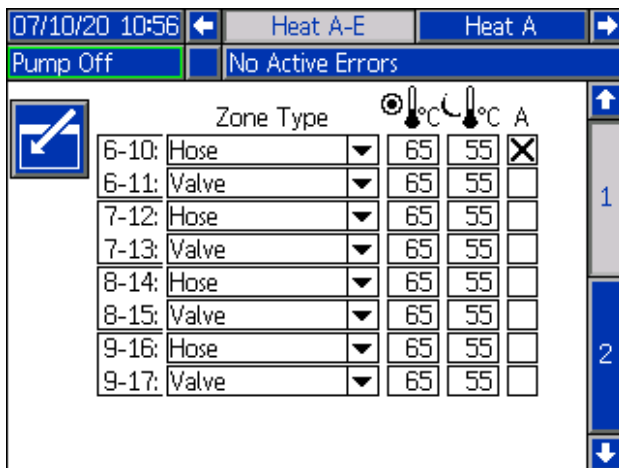 07/10/20 10:56 Heat A-E Heat A
Pump Off No Active Errors
Zone Type °C °C A
6-10: Hose 65 55 X
6-11: Valve 65 55
7-12: Hose 65 55
7-13: Valve 65 55
8-14: Hose 65 55
8-15: Valve 65 55
9-16: Hose 65 55
9-17: Valve 65 55
1
2